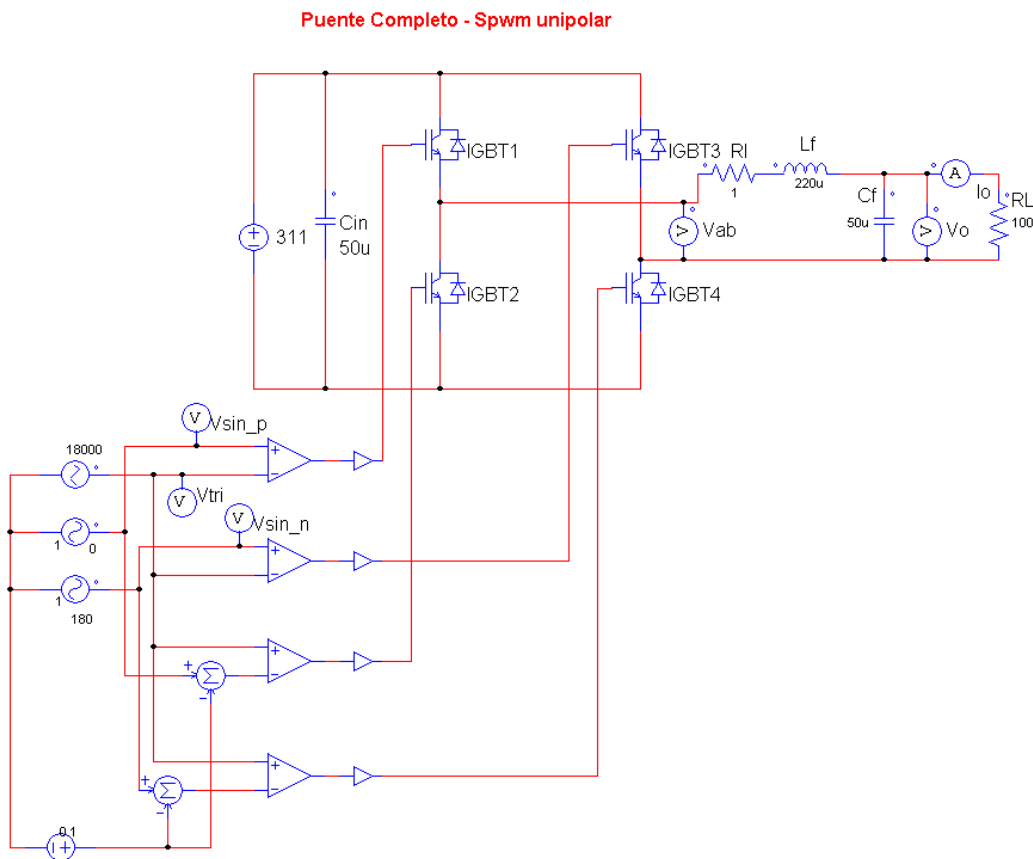 Puente Completo - Spwm unipolar
IGBT1
IGBT3
Rl
1
Lf
220u
A
Io
311
Cin
50u
V
Vab
Cf
50u
V
Vo
RL
100
IGBT2
IGBT4
V
Vsin_p
18000
V
Vtri
V
Vsin_n
1
0
1
180
0.1